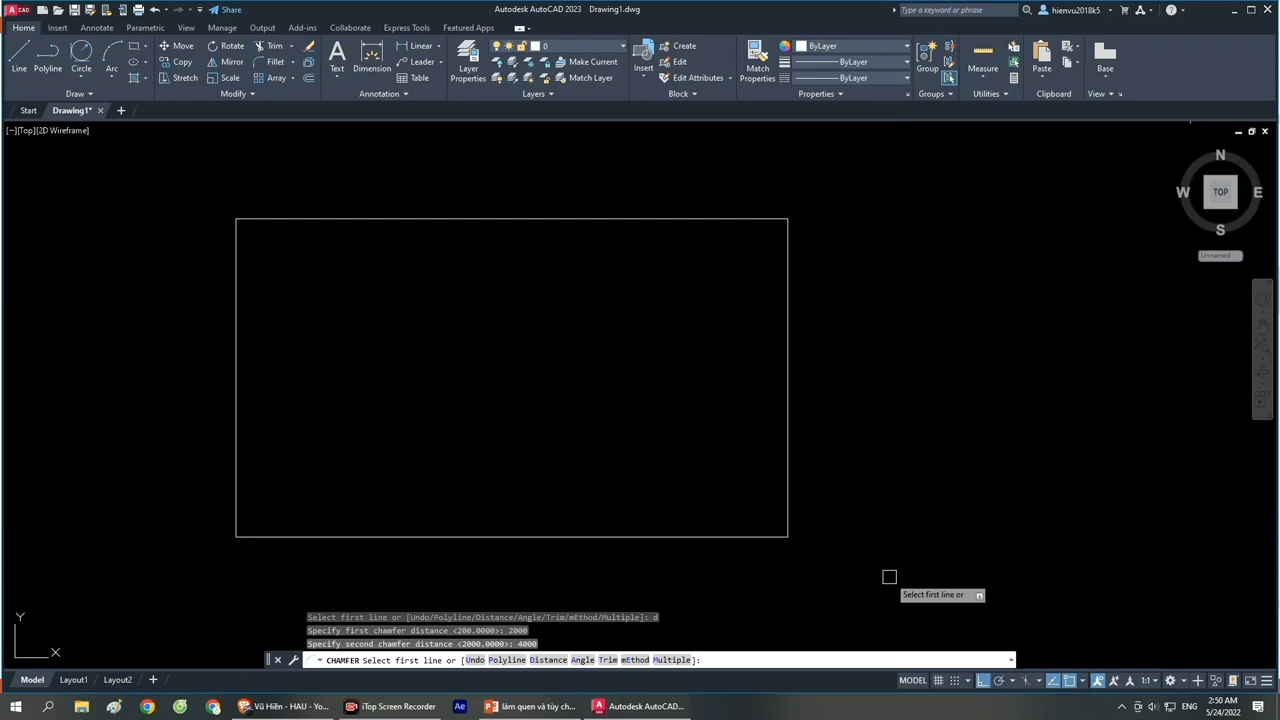 CAD Share Autodesk AutoCAD 2023 Drawing1.dwg Type a keyword or phrase hienvu2018k5
Home Insert Annotate Parametric View Manage Output Add-ins Collaborate Express Tools Featured Apps
Line Polyline Circle Arc
Move Rotate Trim
Copy Mirror Fillet
Stretch Scale Array
Text Dimension
Linear
Leader
Table
Layer Properties
0
Make Current
Match Layer
Insert
Create
Edit
Edit Attributes
Match Properties
ByLayer
ByLayer
ByLayer
Group Measure Paste Base
Draw Modify Annotation Layers Block Properties Groups Utilities Clipboard View
Start Drawing1*
[−][Top][2D Wireframe]
N
W TOP E
S
Unnamed
Select first line or
Y
X
Select first line or [Undo/Polyline/Distance/Angle/Trim/mEthod/Multiple]: d
Specify first chamfer distance <200.0000>: 2000
Specify second chamfer distance <2000.0000>: 4000
CHAMFER Select first line or [Undo Polyline Distance Angle Trim mEthod Multiple]:
Model Layout1 Layout2 MODEL 1:1
Vũ Hiền - HAU - Yo... iTop Screen Recorder Ae làm quen và tùy ch... Autodesk AutoCAD... ENG 2:50 AM
5/24/2022